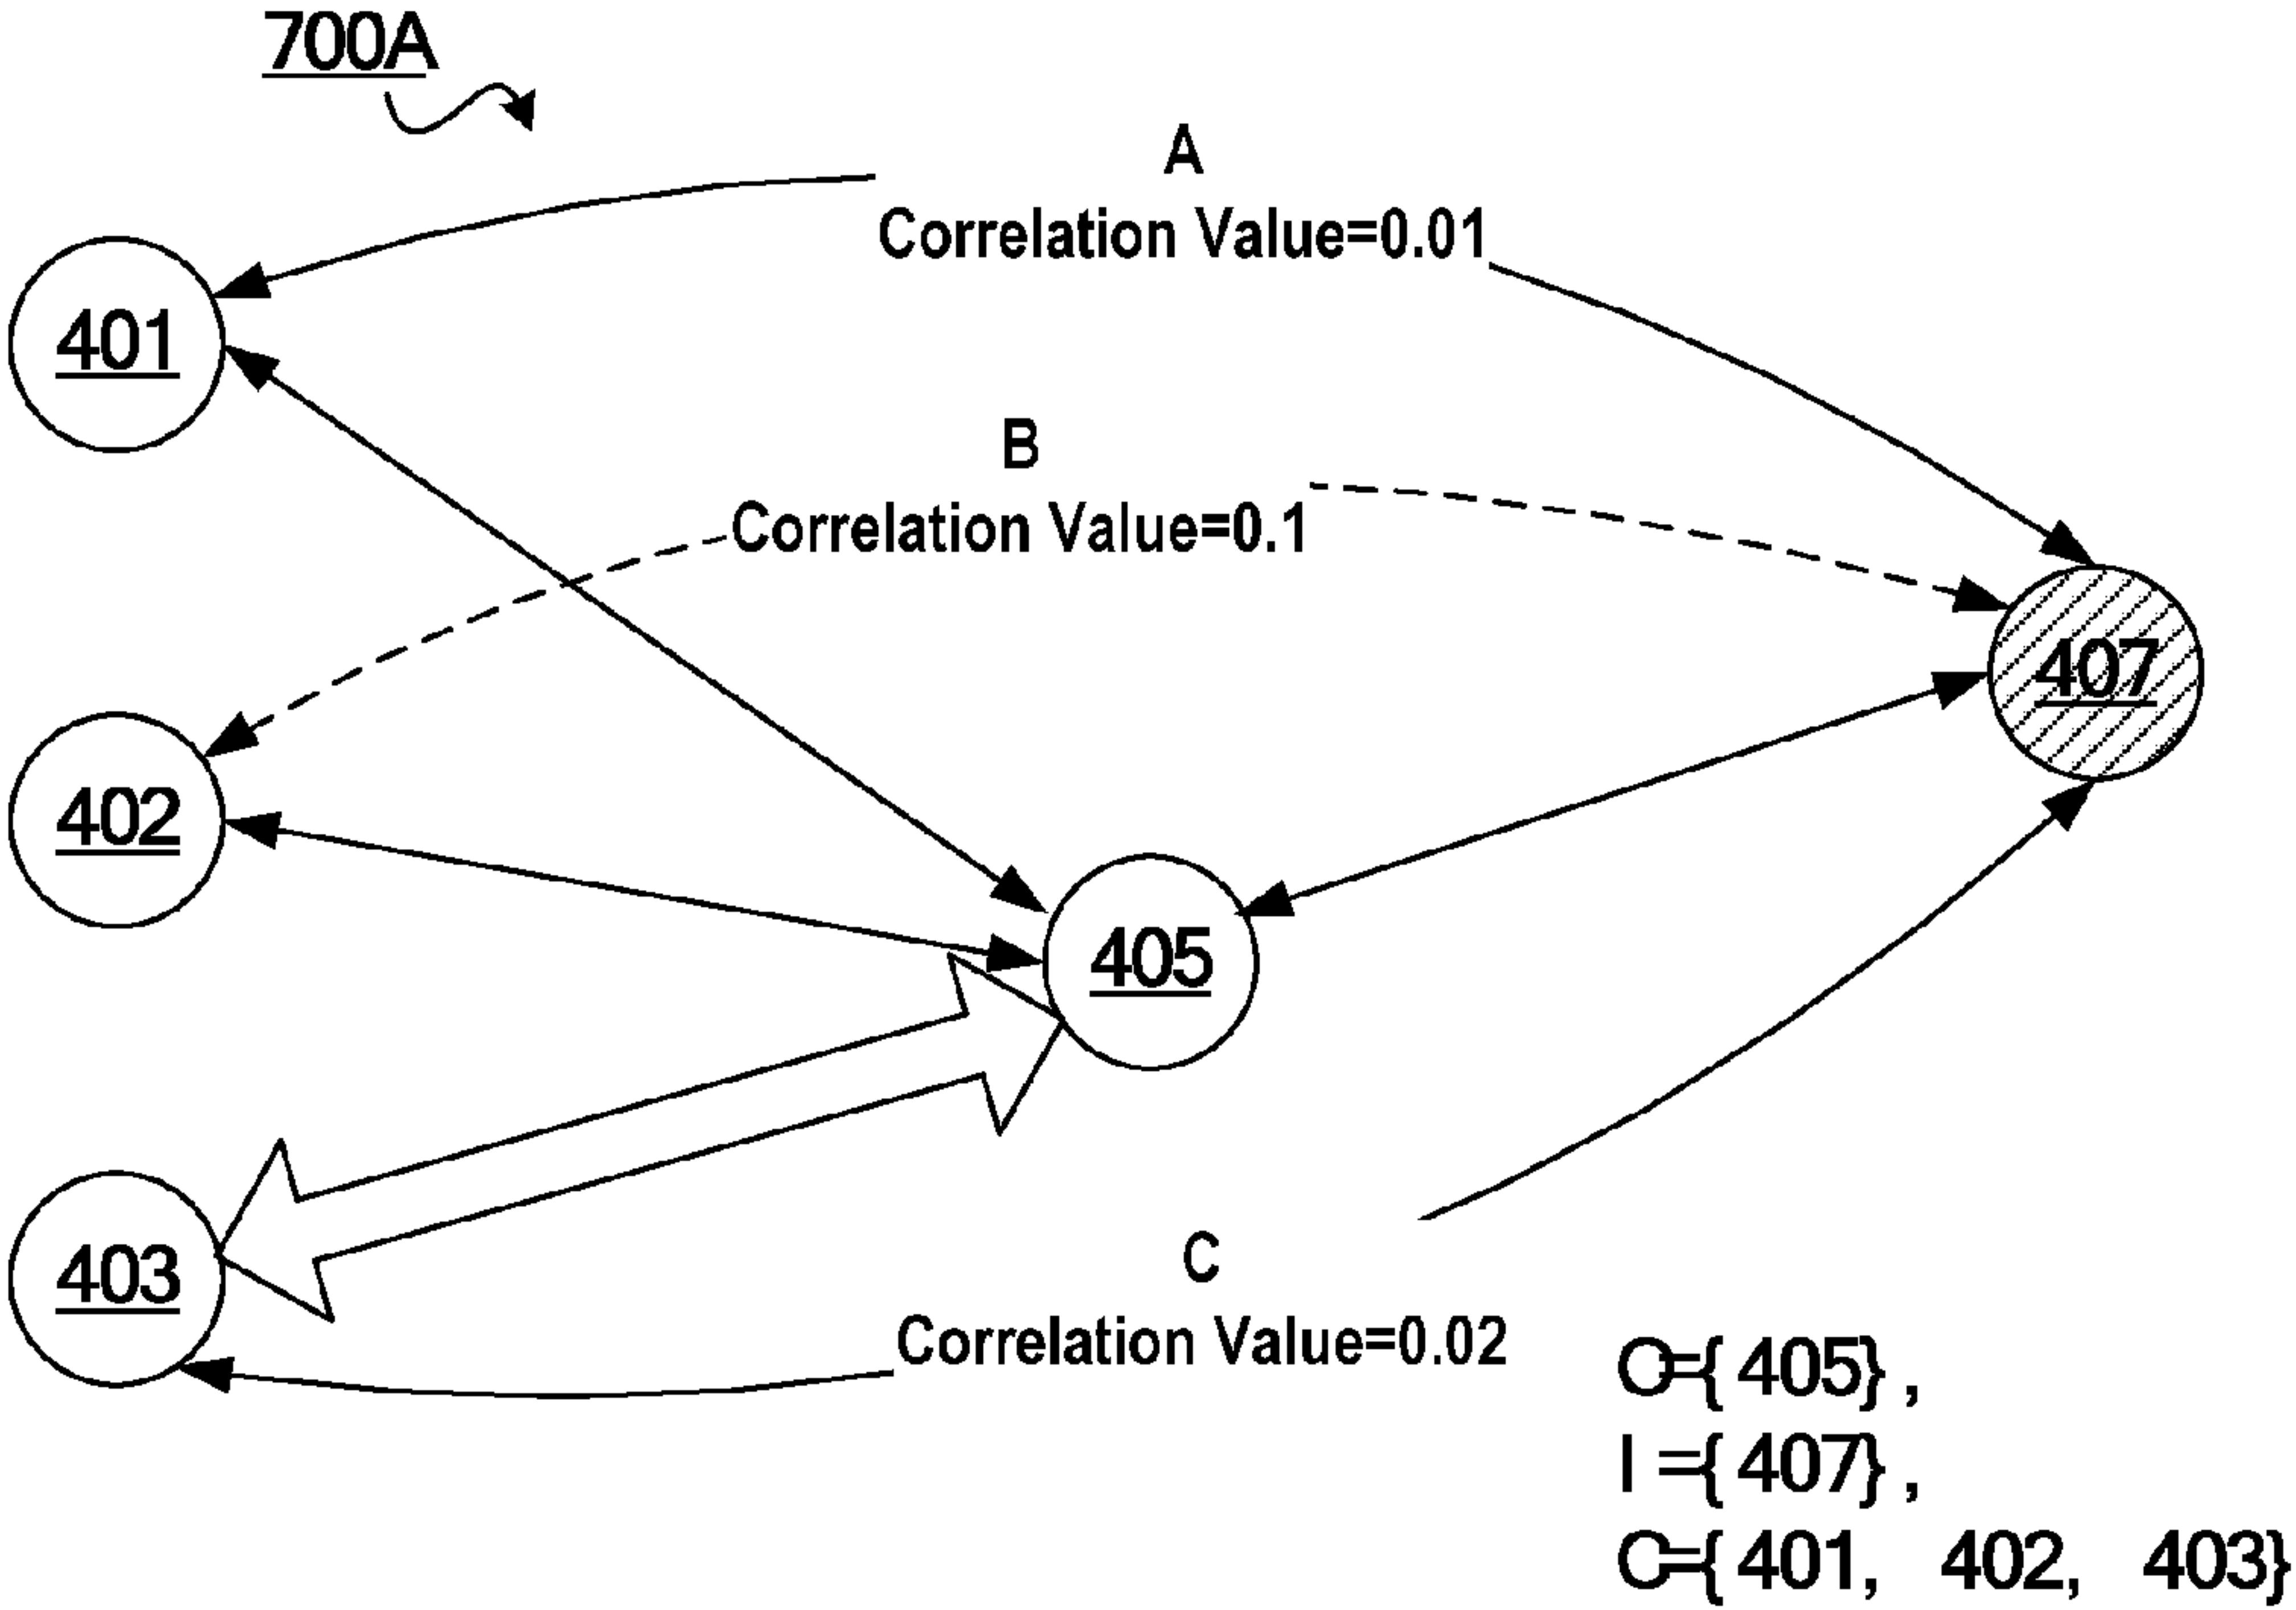 700A
A
Correlation Value=0.01
401
B
Correlation Value=0.1
407
402
405
403
C
Correlation Value=0.02
O={405},
I={407},
C={401, 402, 403}